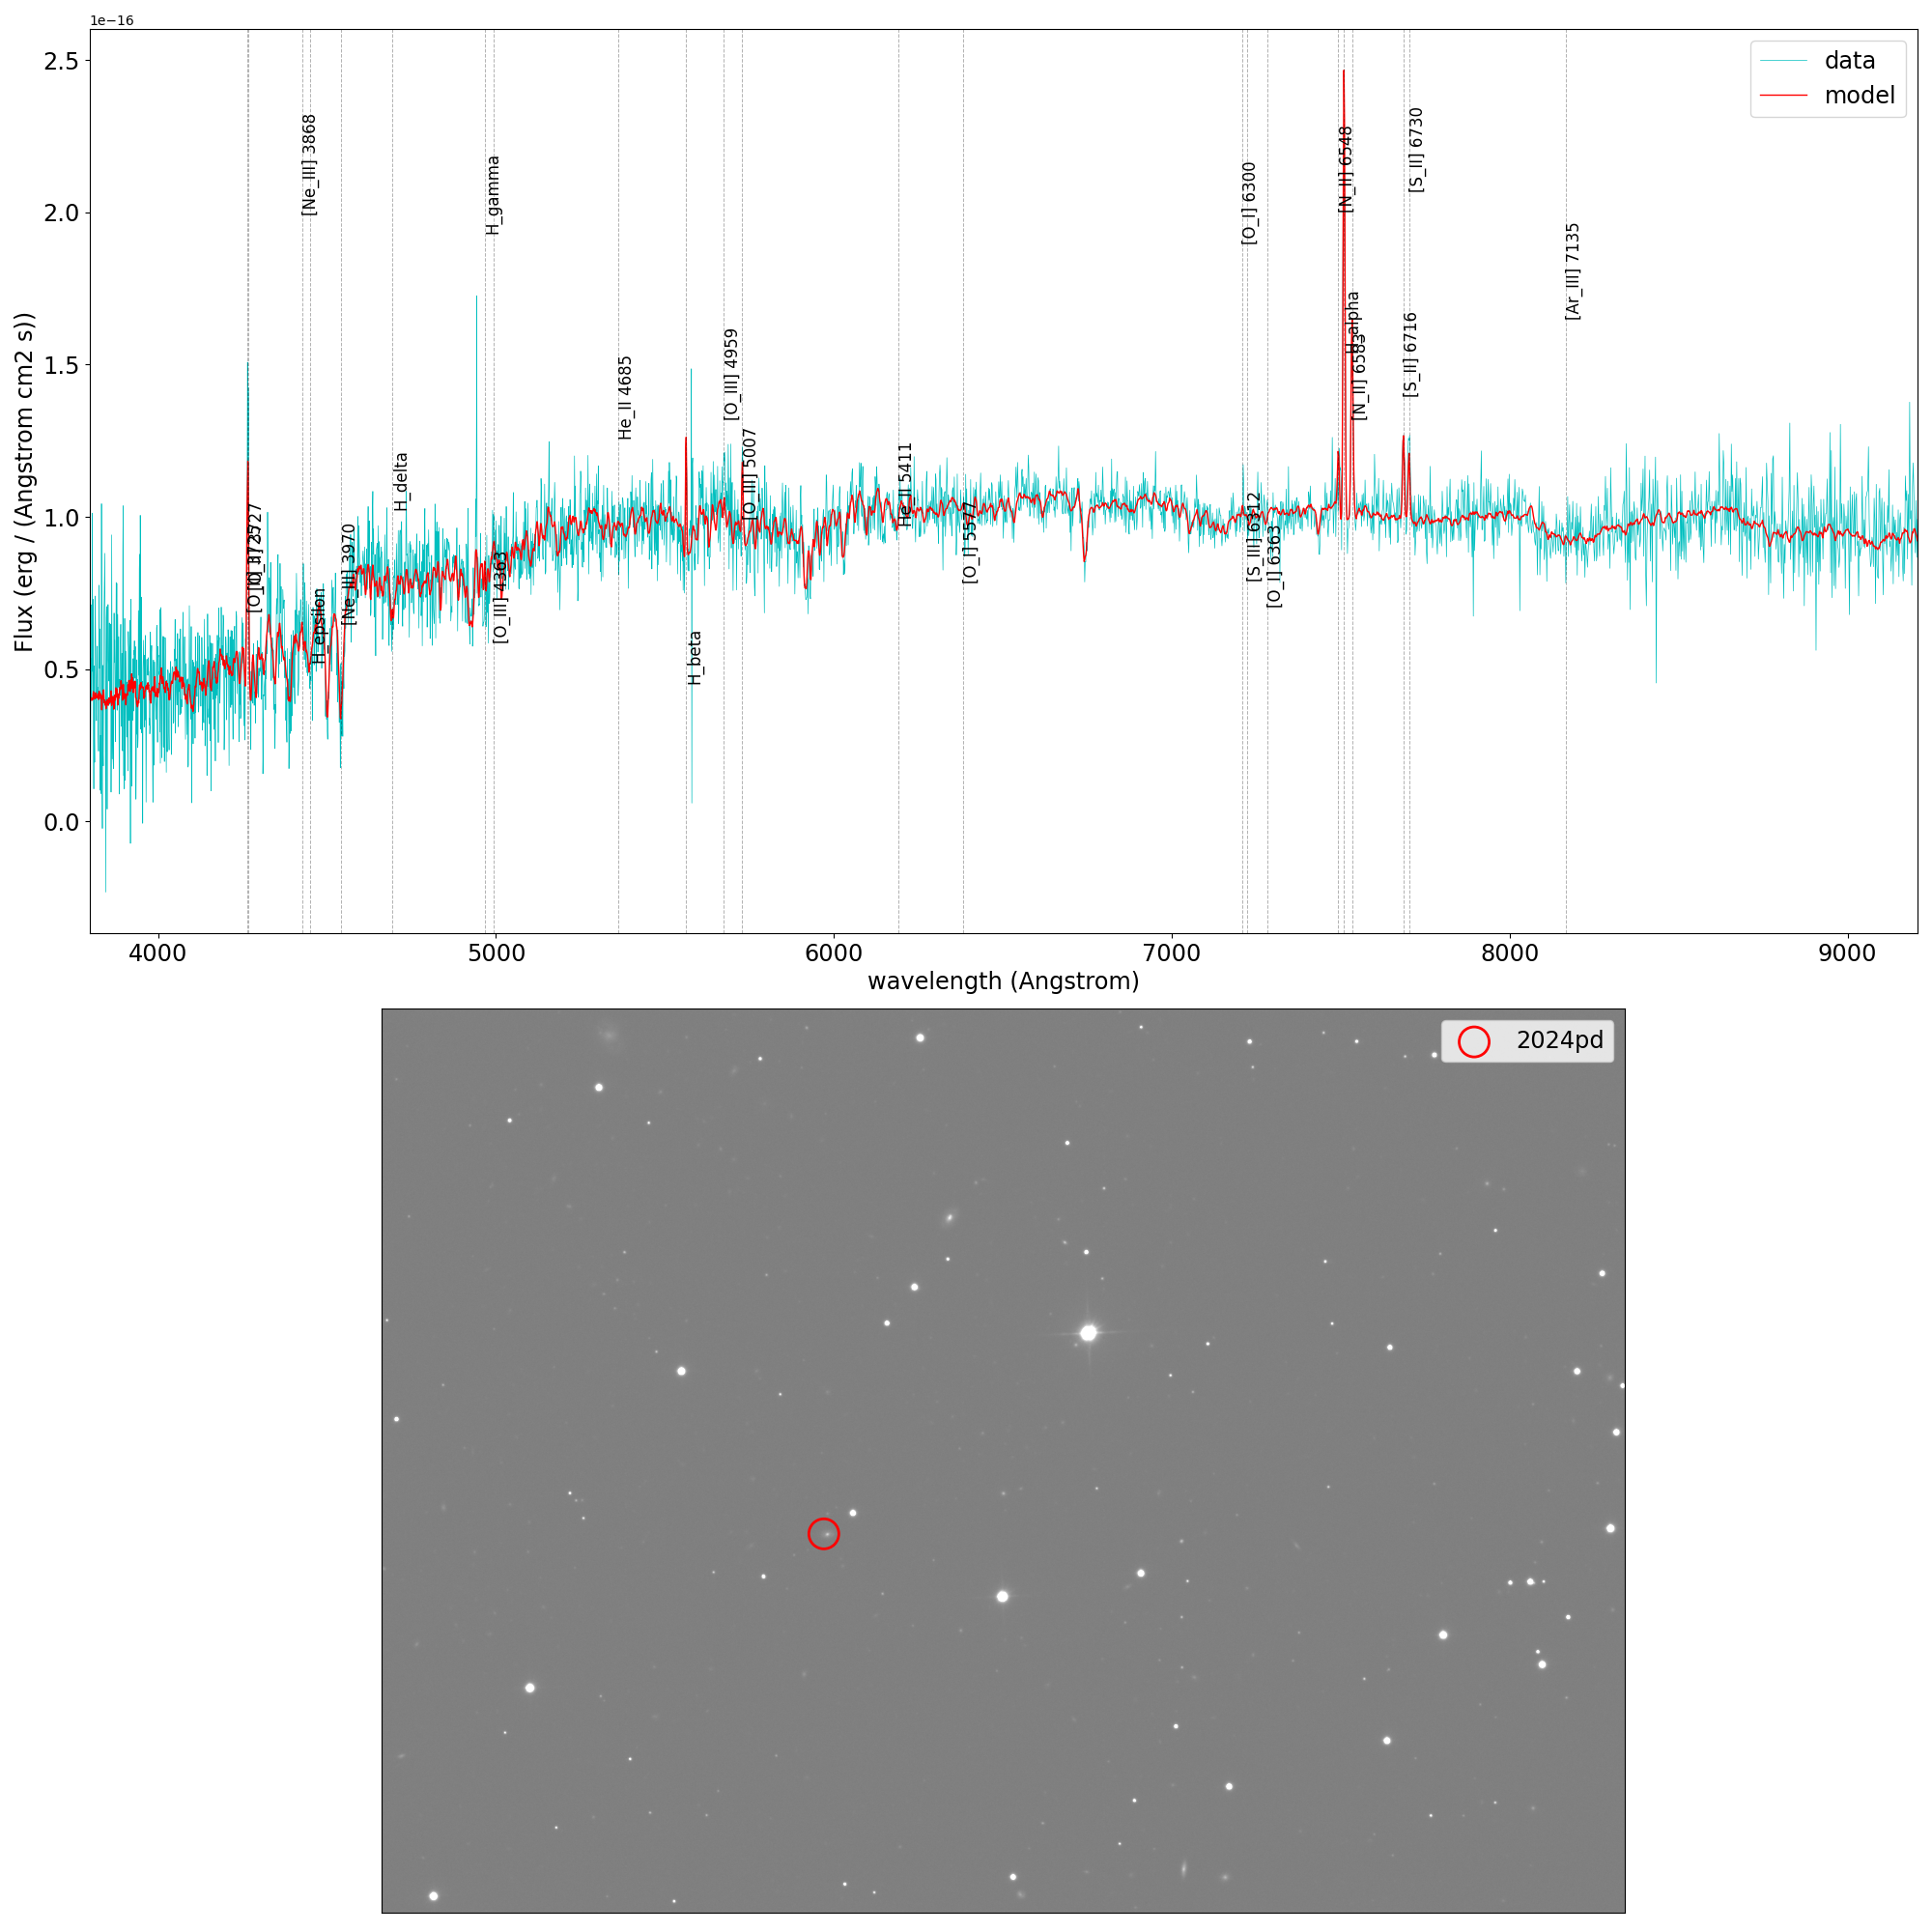 1e−16
data
model
2.5
2.0
1.5
1.0
0.5
0.0
Flux (erg / (Angstrom cm2 s))
[Ne_III] 3868
H_epsilon
[Ne_III] 3970
H_delta
H_gamma
[O_III] 4363
He_II 4685
H_beta
[O_III] 4959
[O_III] 5007
He_II 5411
[O_I] 5577
[O_I] 6300
[S_III] 6312
[O_I] 6363
[N_II] 6548
H_alpha
[N_II] 6583
[S_II] 6716
[S_II] 6730
[Ar_III] 7135
4000
5000
6000
7000
8000
9000
wavelength (Angstrom)
2024pd